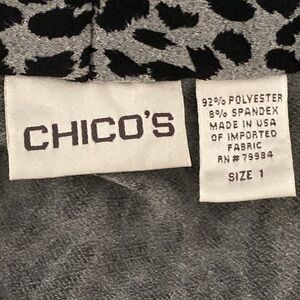 CHICO'S
92% POLYESTER
8% SPANDEX
MADE IN USA
OF IMPORTED
FABRIC
RN# 79984
SIZE 1